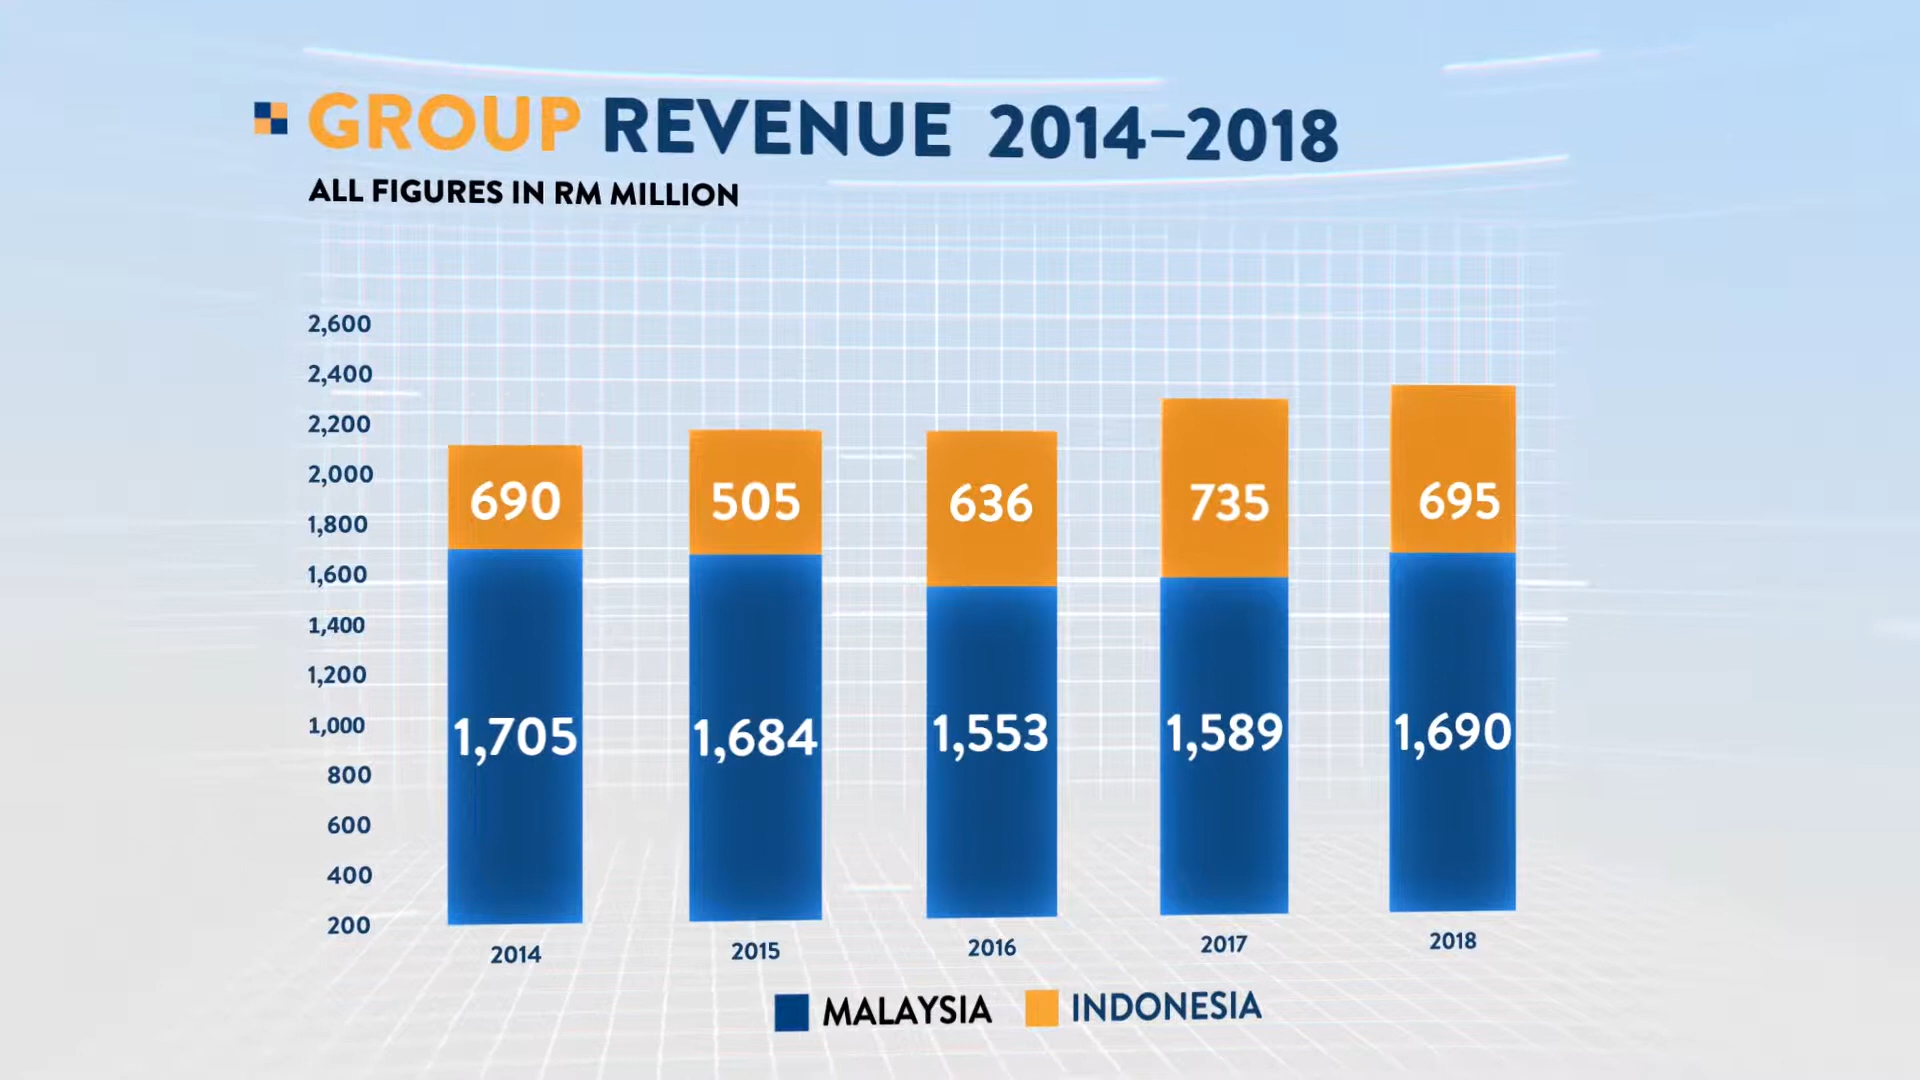 GROUP REVENUE 2014–2018
ALL FIGURES IN RM MILLION
2,600
2,400
2,200
2,000
1,800
1,600
1,400
1,200
1,000
800
600
400
200
690 505 636 735 695
1,705 1,684 1,553 1,589 1,690
2014 2015 2016 2017 2018
MALAYSIA INDONESIA